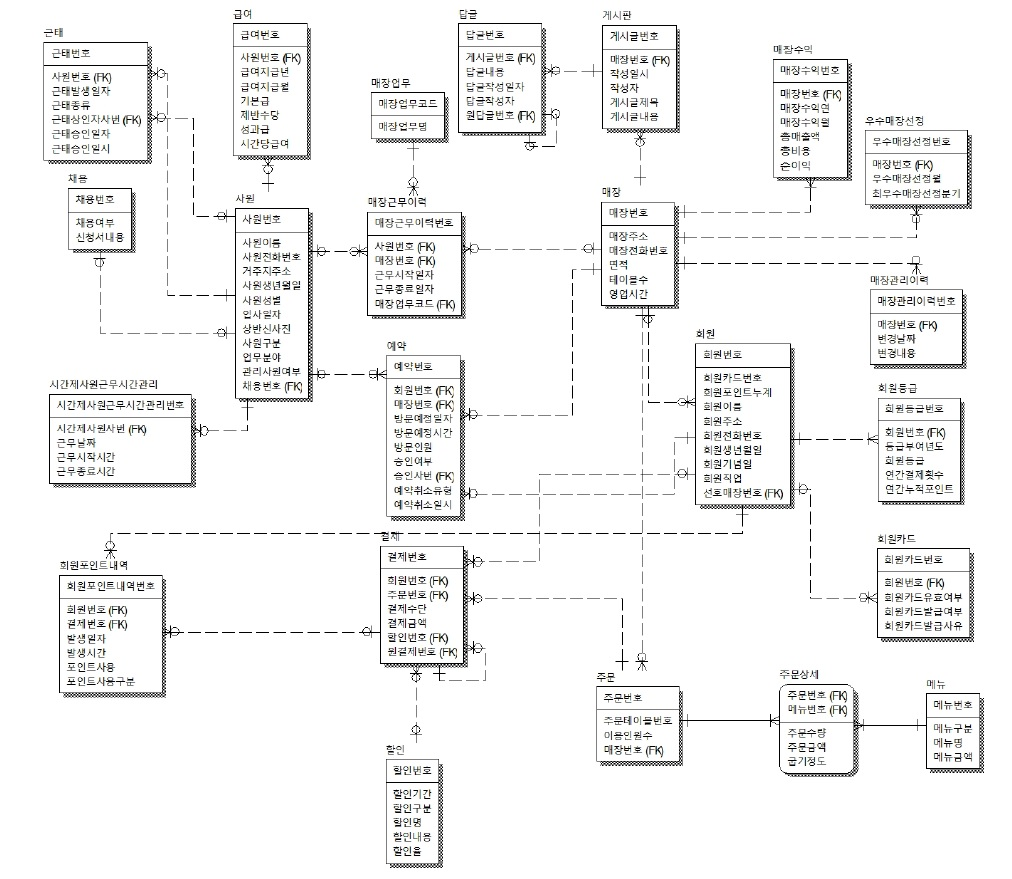 근태
근태번호
사원번호 (FK)
근태발생일자
근태종류
근태상인자사번 (FK)
근태승인일자
근태승인일시
급여
급여번호
사원번호 (FK)
급여지급년
급여지급월
기본급
제반수당
성과급
시간당급여
매장업무
매장업무코드
매장업무명
답글
답글번호
게시글번호 (FK)
답글내용
답글작성일자
답글작성자
원답글번호 (FK)
게시판
게시글번호
매장번호 (FK)
작성일시
작성자
게시글제목
게시글내용
매장수익
매장수익번호
매장번호 (FK)
매장수익연
매장수익월
총매출액
총비용
순이익
우수매장선정
우수매장선정번호
매장번호 (FK)
우수매장선정월
최우수매장선정분기
채용
채용번호
채용여부
신청서내용
사원
사원번호
사원이름
사원전화번호
거주지주소
사원생년월일
사원성별
입사일자
상반신사진
사원구분
업무분야
관리사원여부
채용번호 (FK)
매장근무이력
매장근무이력번호
사원번호 (FK)
매장번호 (FK)
근무시작일자
근무종료일자
매장업무코드 (FK)
매장
매장번호
매장주소
매장전화번호
면적
테이블수
영업시간
매장관리이력
매장관리이력번호
매장번호 (FK)
변경날짜
변경내용
시간제사원근무시간관리
시간제사원근무시간관리번호
시간제사원사번 (FK)
근무날짜
근무시작시간
근무종료시간
예약
예약번호
회원번호 (FK)
매장번호 (FK)
방문예정일자
방문예정시간
방문인원
승인여부
승인사번 (FK)
예약취소유형
예약취소일시
회원
회원번호
회원카드번호
회원포인트누계
회원이름
회원주소
회원전화번호
회원생년월일
회원기념일
회원직업
선호매장번호 (FK)
회원등급
회원등급번호
회원번호 (FK)
등급부여년도
회원등급
연간결제횟수
연간누적포인트
회원카드
회원카드번호
회원번호 (FK)
회원카드유효여부
회원카드발급여부
회원카드발급사유
회원포인트내역
회원포인트내역번호
회원번호 (FK)
결제번호 (FK)
발생일자
발생시간
포인트사용
포인트사용구분
결제
결제번호
회원번호 (FK)
주문번호 (FK)
결제수단
결제금액
할인번호 (FK)
원결제번호 (FK)
주문
주문번호
주문테이블번호
이용인원수
매장번호 (FK)
주문상세
주문번호 (FK)
메뉴번호 (FK)
주문수량
주문금액
굽기정도
메뉴
메뉴번호
메뉴구분
메뉴명
메뉴금액
할인
할인번호
할인기간
할인구분
할인명
할인내용
할인율